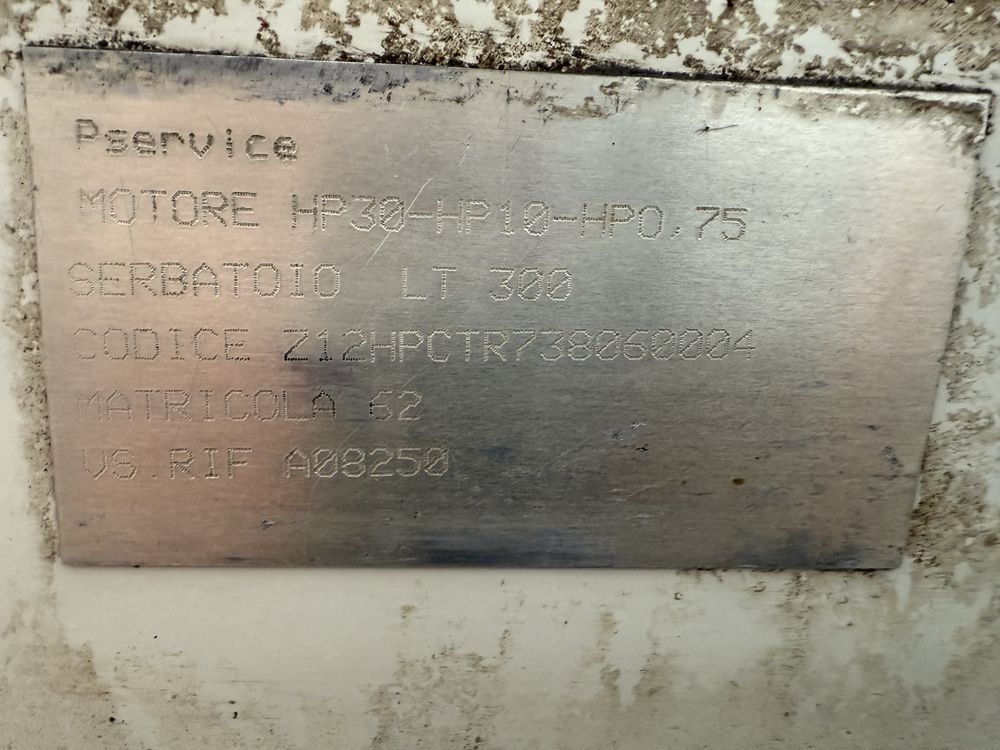 Pservice
MOTORE HP30-HP10-HP0,75
SERBATOIO LT 300
CODICE Z12HPCTR738060004
MATRICOLA 62
VS.RIF A08250